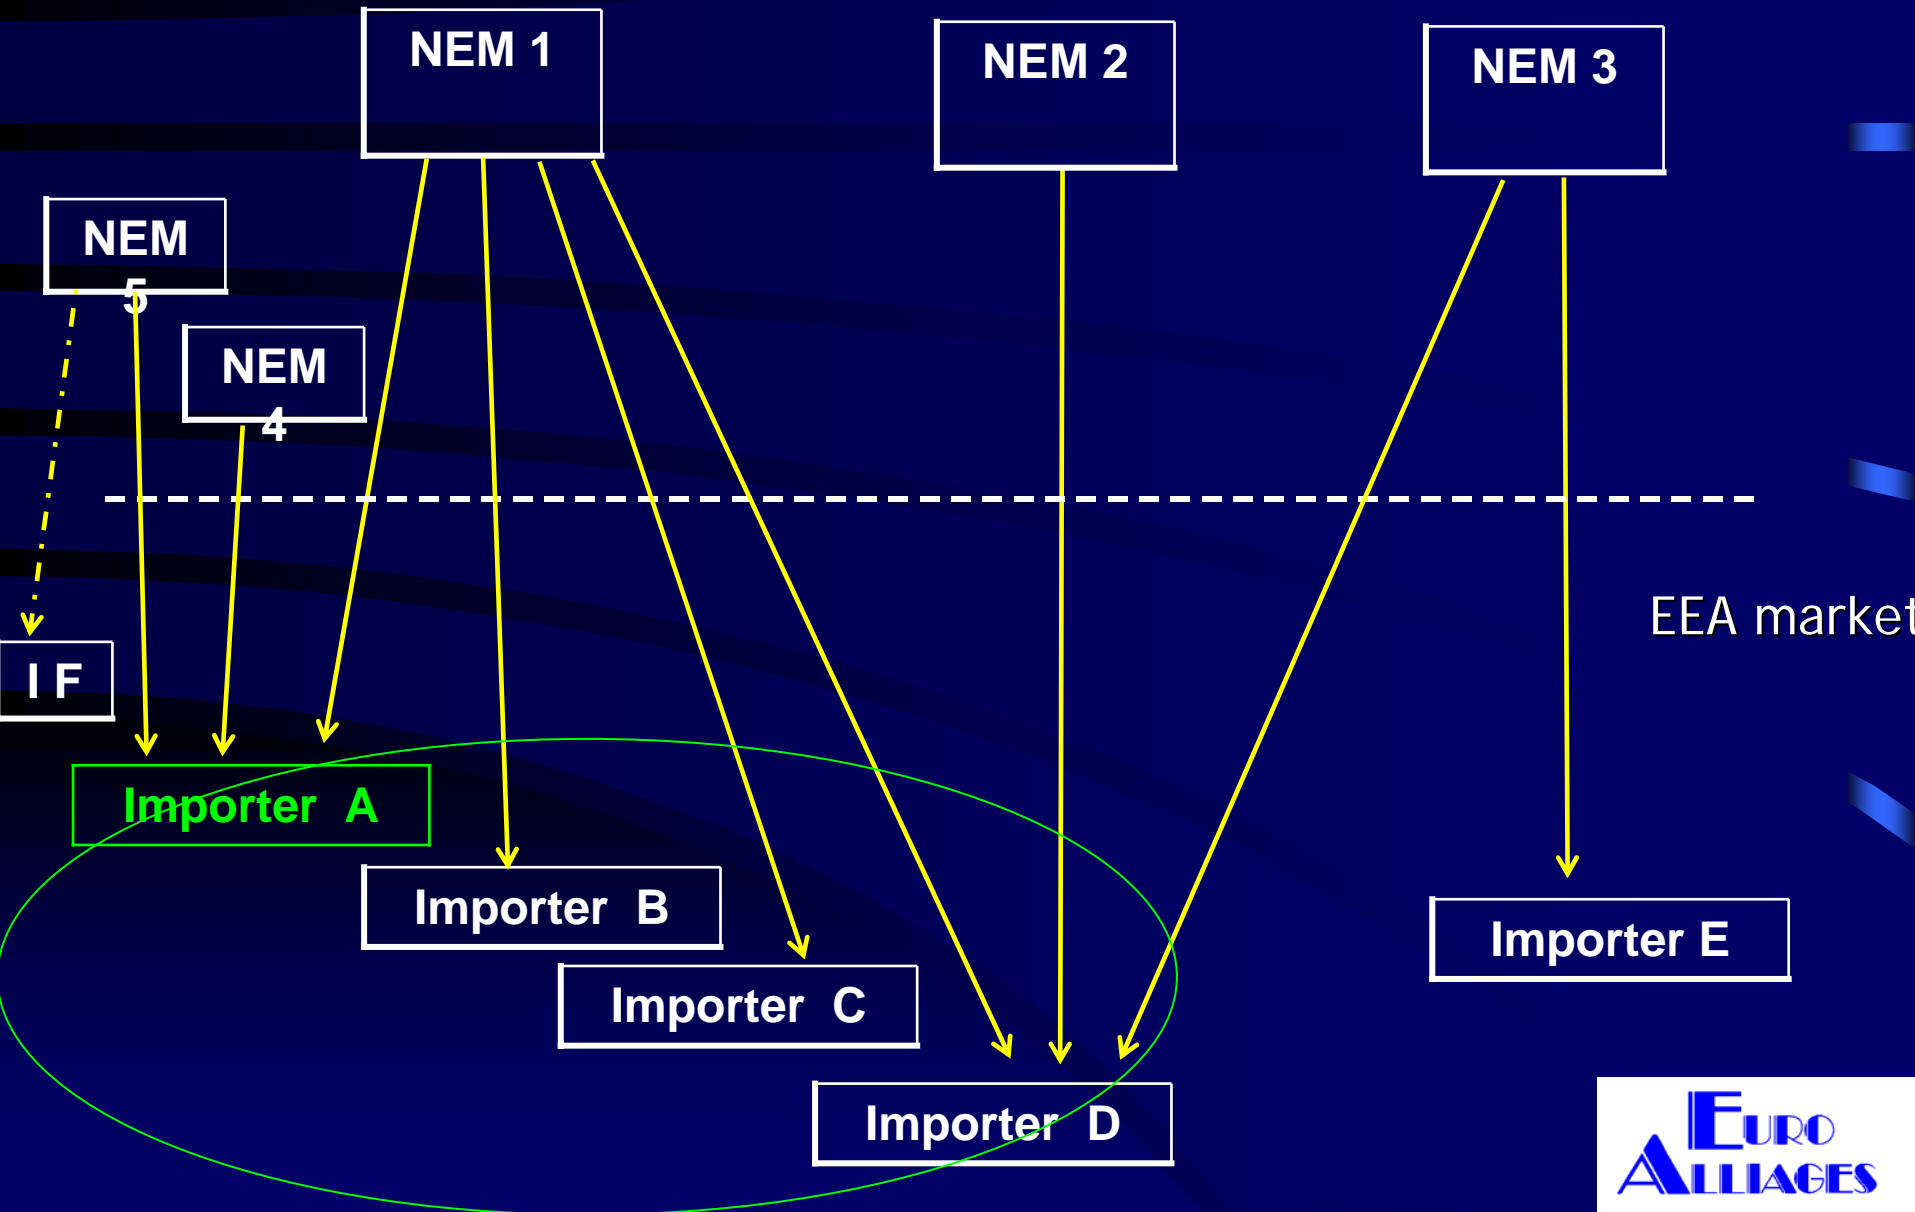 NEM 1
NEM 2
NEM 3
NEM
5
NEM
4
EEA market
I F
Importer A
Importer B
Importer E
Importer C
Importer D
EURO
ALLIAGES